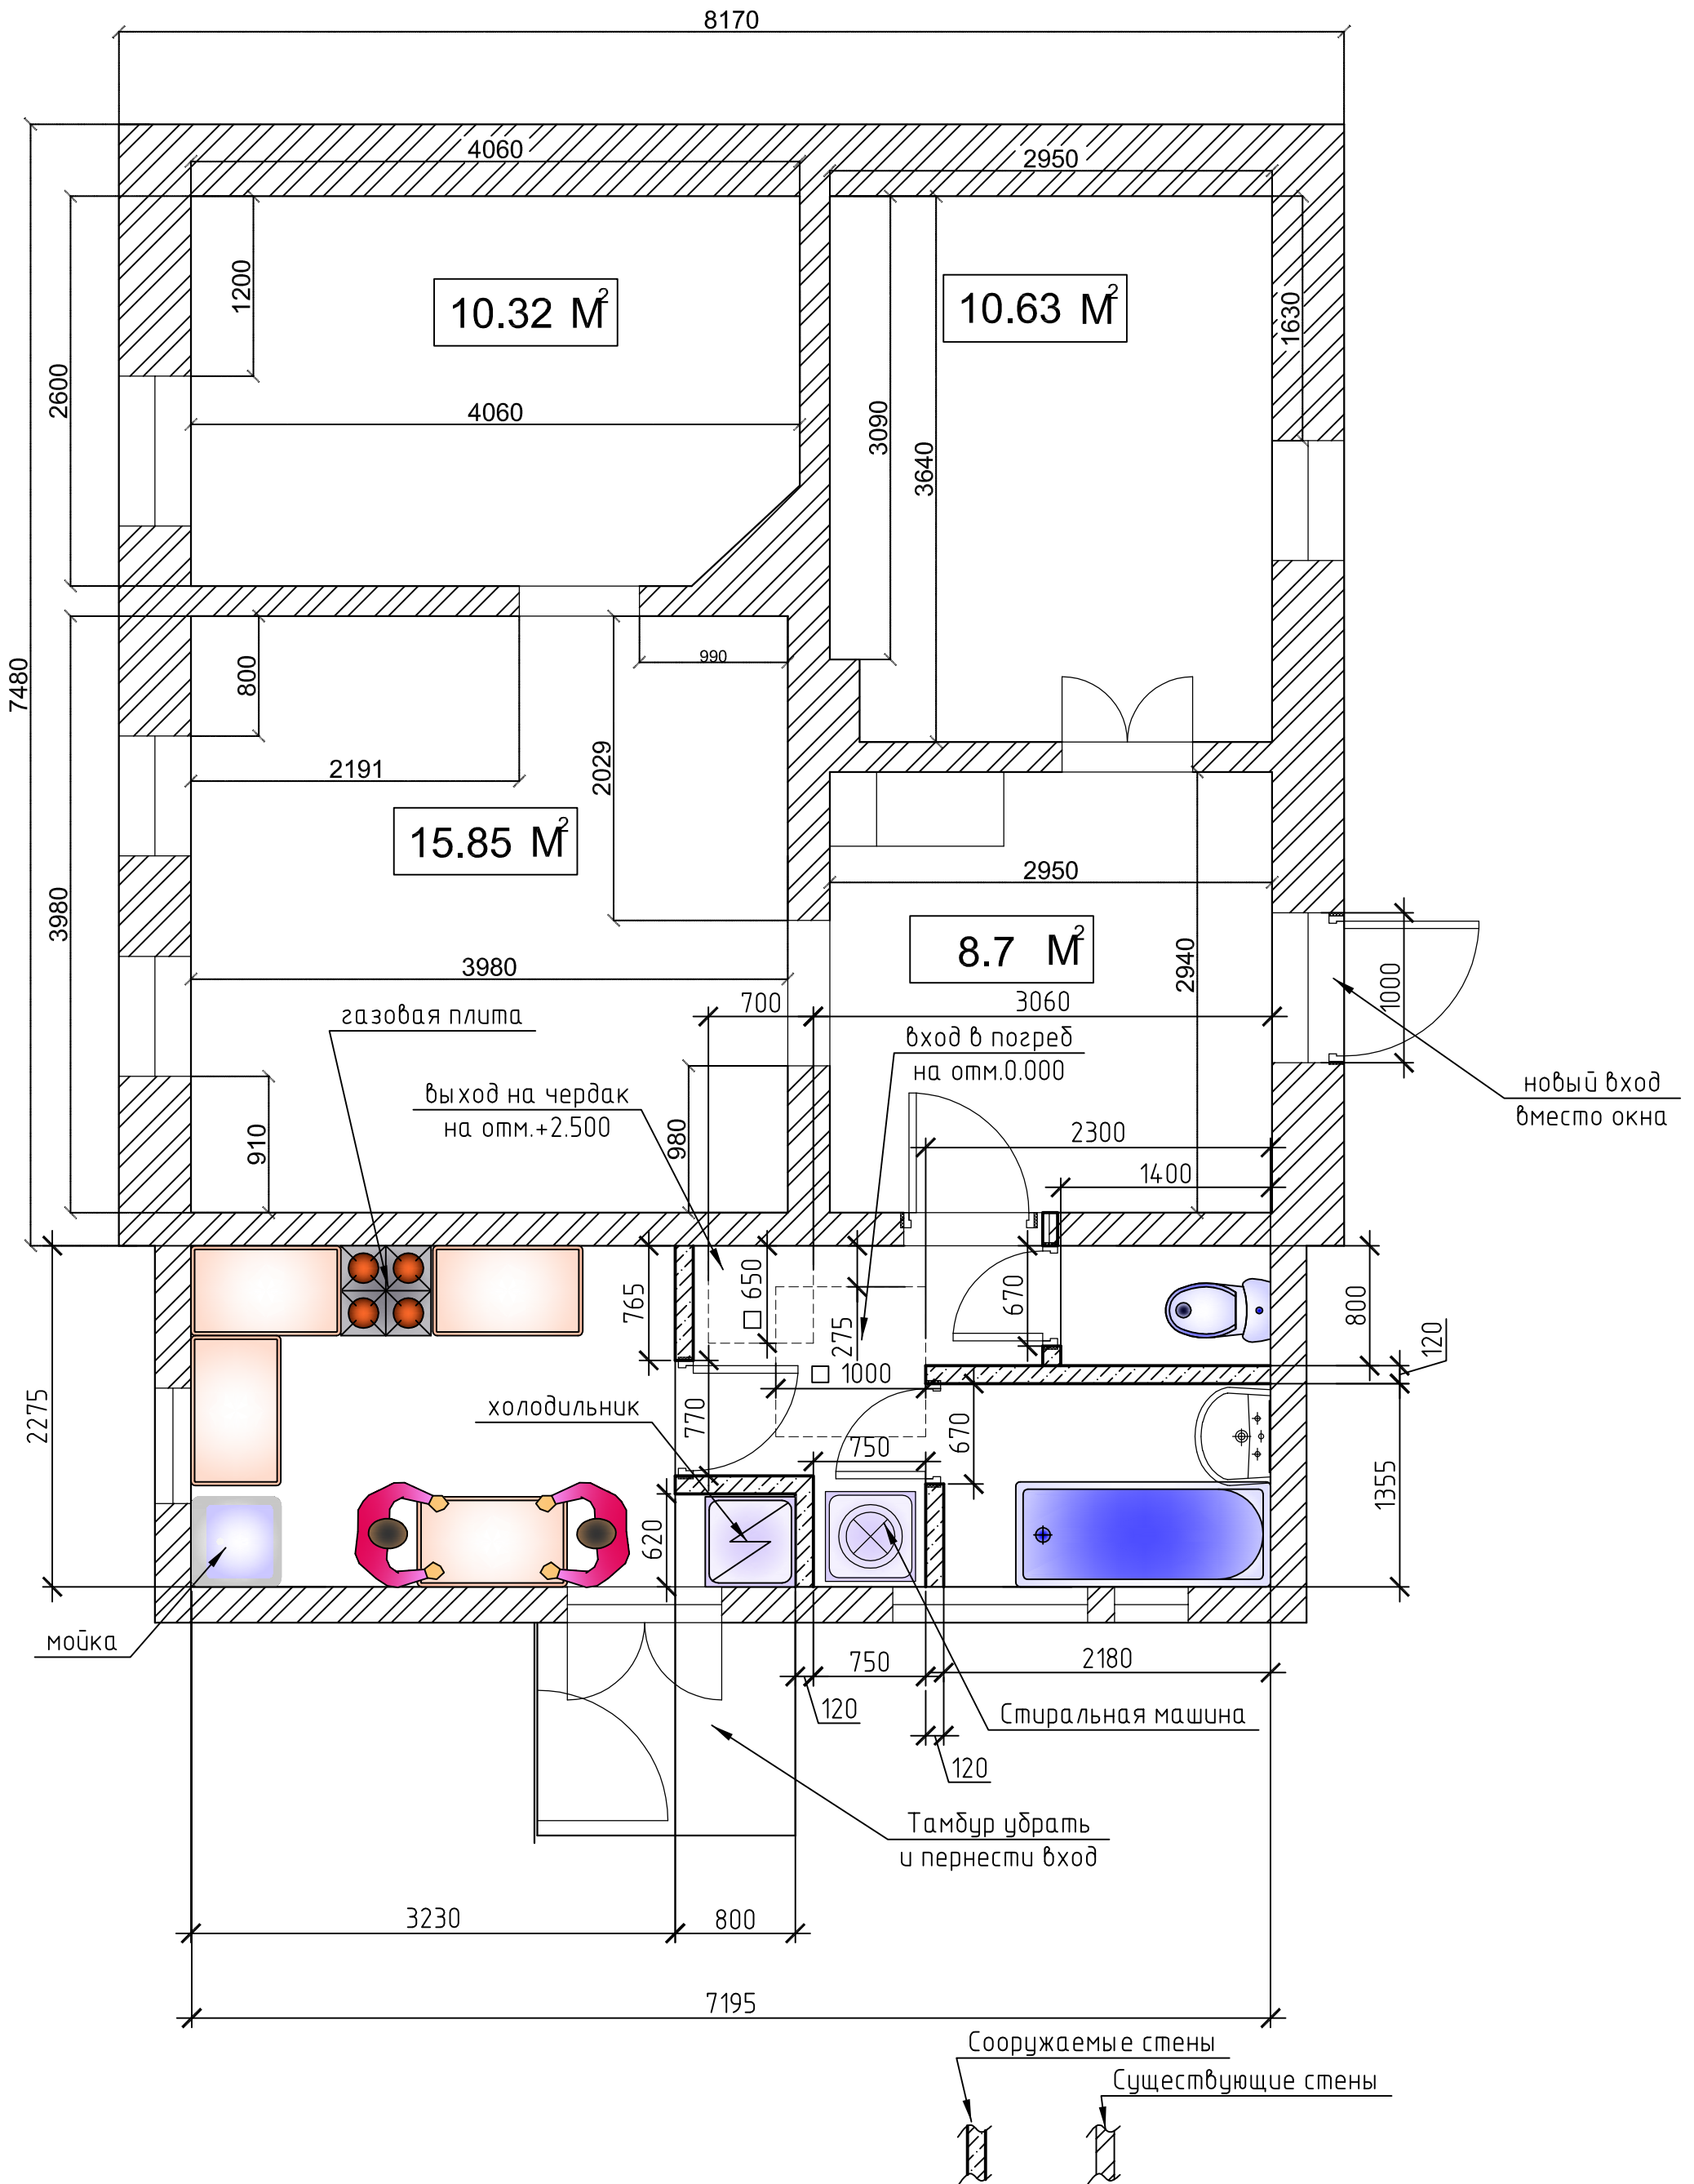 8170
4060
2950
1200
10.32 М²
10.63 М²
1630
2600
4060
3090
3640
7480
800
990
2191
2029
15.85 М²
2950
3980
8.7 М²
3980
2940
1000
700
3060
газовая плита
вход в погреб
на отм.0.000
выход на чердак
на отм.+2.500
новый вход
вместо окна
910
980
2300
1400
765
□ 650
275
670
800
120
2275
□ 1000
770
холодильник
750
670
1355
620
мойка
750
2180
120
Стиральная машина
120
Тамбур убрать
и пернести вход
3230
800
7195
Сооружаемые стены
Существующие стены